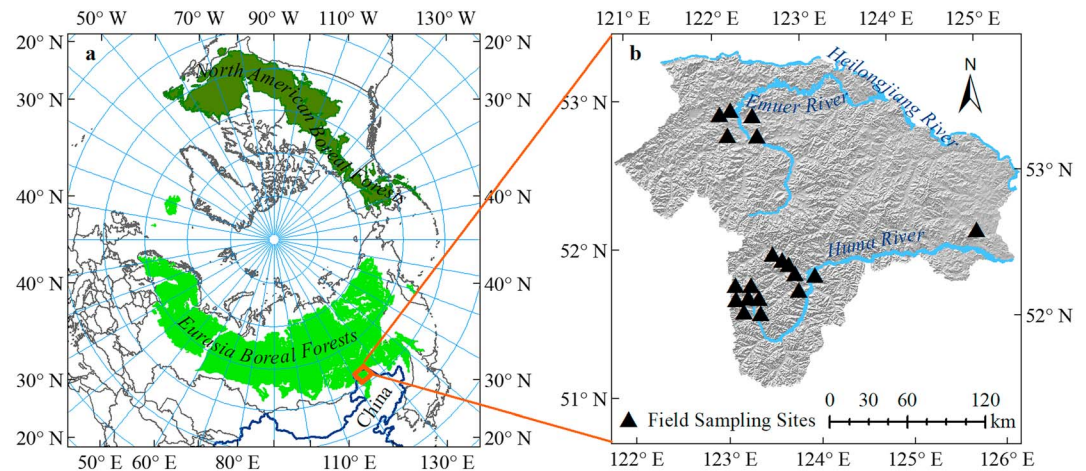 50° W 70° W 90° W 110° W 130° W
121° E 122° E 123° E 124° E 125° E
20° N
30° N
40° N
40° N
30° N
20° N
a
North American Boreal Forests
Eurasia Boreal Forests
China
20° N
30° N
40° N
40° N
30° N
20° N
50° E 60° E 80° E 110° E 130° E
b
N
53° N
52° N
51° N
Heilongjiang River
Emuer River
Huma River
53° N
52° N
Field Sampling Sites
0 30 60 120
km
122° E 123° E 124° E 125° E 126° E